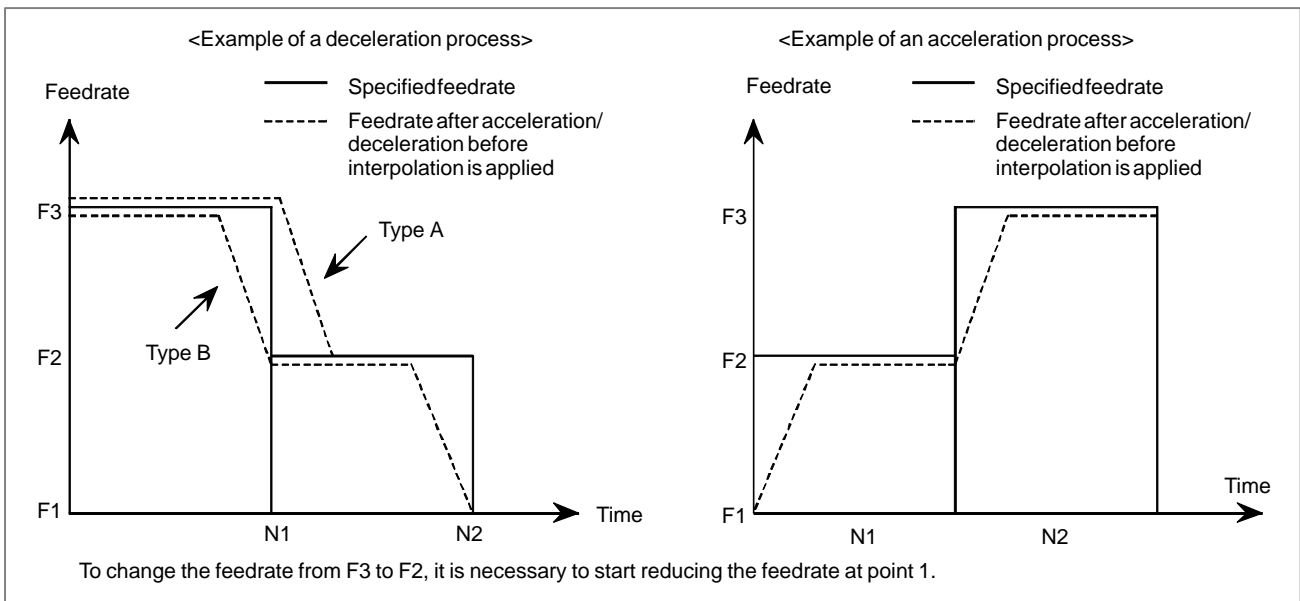 <Example of a deceleration process>
Feedrate
Specifiedfeedrate
Feedrate after acceleration/
deceleration before
interpolation is applied
F3
Type A
Type B
F2
F1
Time
N1
N2
<Example of an acceleration process>
Feedrate
Specified feedrate
Feedrate after acceleration/
deceleration before
interpolation is applied
F3
F2
F1
Time
N1
N2
To change the feedrate from F3 to F2, it is necessary to start reducing the feedrate at point 1.